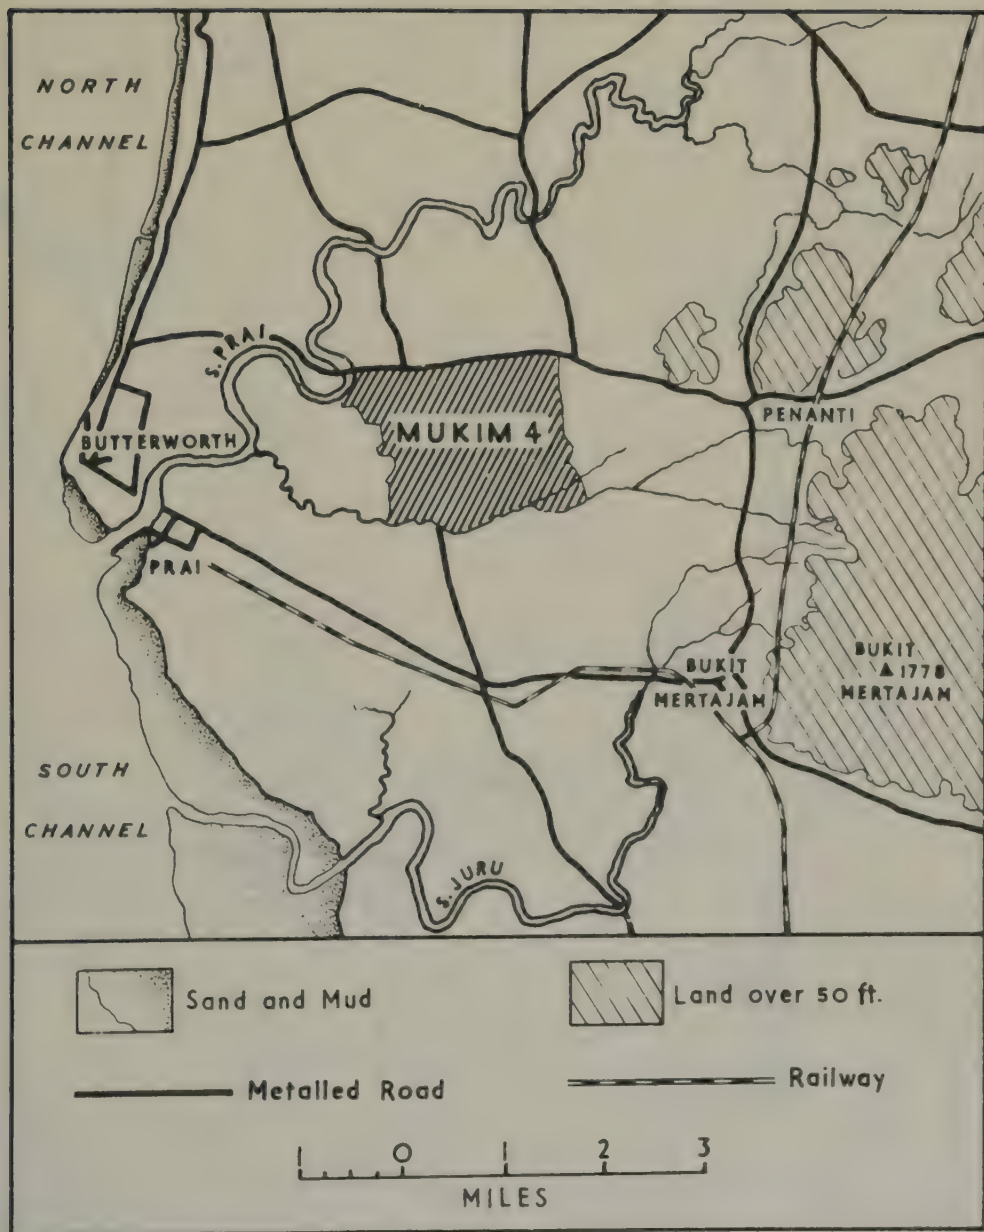 NORTH
CHANNEL
S. PRAI
BUTTERWORTH
MUKIM 4
PENANTI
PRAI
BUKIT
MERTAJAM
BUKIT
1778
MERTAJAM
SOUTH
CHANNEL
S. JURU
Sand and Mud
Land over 50 ft.
Metalled Road
Railway
1 0 1 2 3
MILES